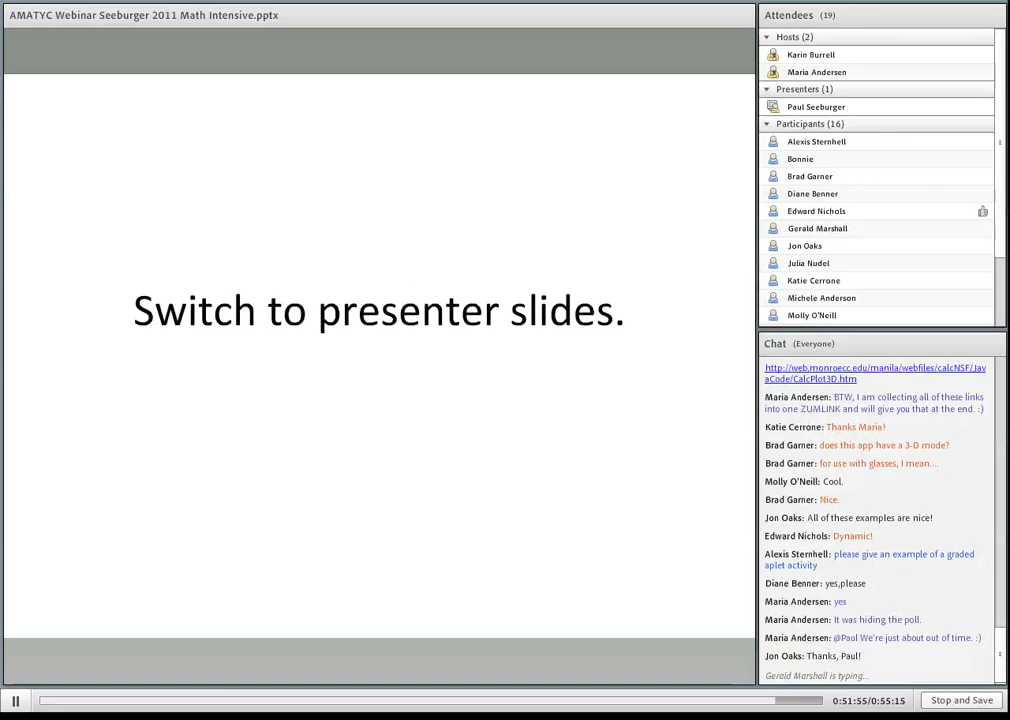 AMATYC Webinar Seeburger 2011 Math Intensive.pptx
Switch to presenter slides.
Attendees (19)
Hosts (2)
Karin Burrell
Maria Andersen
Presenters (1)
Paul Seeburger
Participants (16)
Alexis Sternhell
Bonnie
Brad Garner
Diane Benner
Edward Nichols
Gerald Marshall
Jon Oaks
Julia Nudel
Katie Cerrone
Michele Anderson
Molly O'Neill
Chat (Everyone)
http://web.monroecc.edu/manila/webfiles/calcNSF/Jav
aCode/CalcPlot3D.htm
Maria Andersen: BTW, I am collecting all of these links
into one ZUMLINK and will give you that at the end. :)
Katie Cerrone: Thanks Maria!
Brad Garner: does this app have a 3-D mode?
Brad Garner: for use with glasses, I mean....
Molly O'Neill: Cool.
Brad Garner: Nice.
Jon Oaks: All of these examples are nice!
Edward Nichols: Dynamic!
Alexis Sternhell: please give an example of a graded
aplet activity
Diane Benner: yes,please
Maria Andersen: yes
Maria Andersen: It was hiding the poll.
Maria Andersen: @Paul We're just about out of time. :)
Jon Oaks: Thanks, Paul!
Gerald Marshall is typing...
0:51:55/0:55:15
Stop and Save